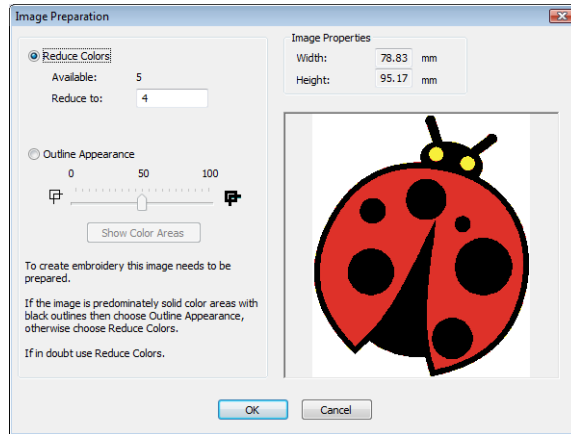 Image Preparation
Reduce Colors
Available: 5
Reduce to: 4
Outline Appearance
0 50 100
Show Color Areas
To create embroidery this image needs to be
prepared.
If the image is predominately solid color areas with
black outlines then choose Outline Appearance,
otherwise choose Reduce Colors.
If in doubt use Reduce Colors.
Image Properties
Width: 78.83 mm
Height: 95.17 mm
OK Cancel